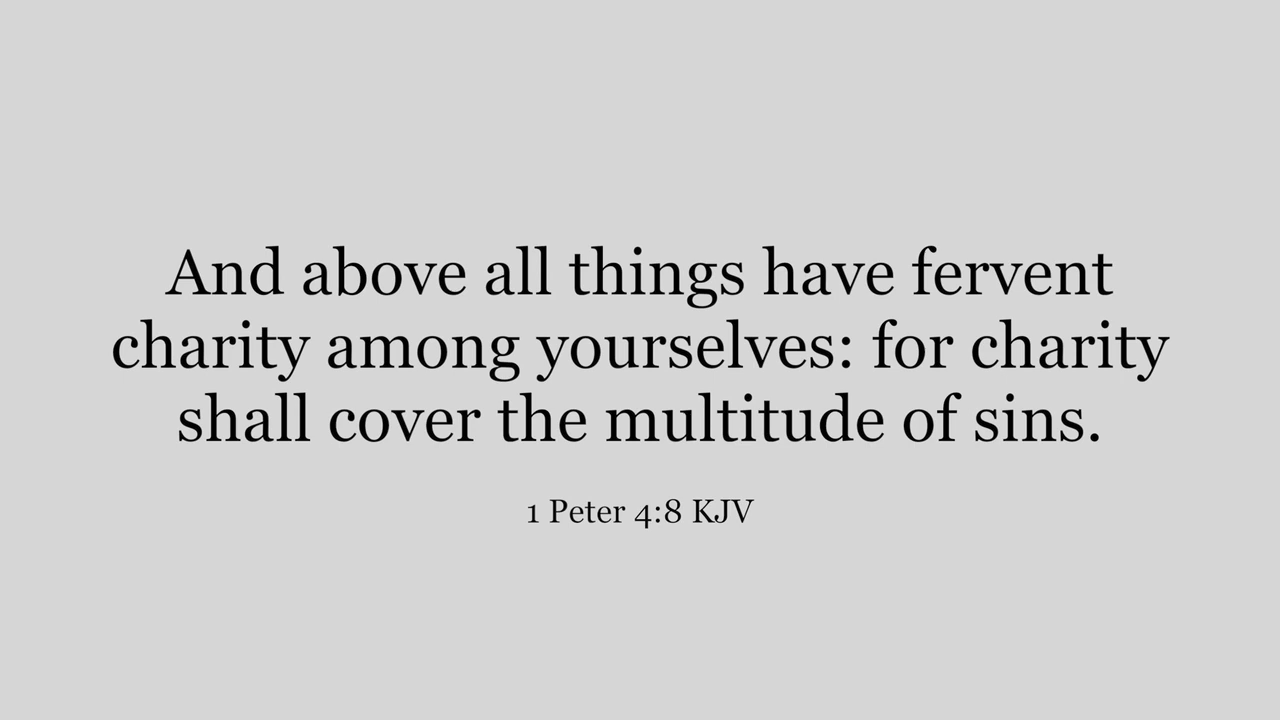 And above all things have fervent
charity among yourselves: for charity
shall cover the multitude of sins.
1 Peter 4:8 KJV